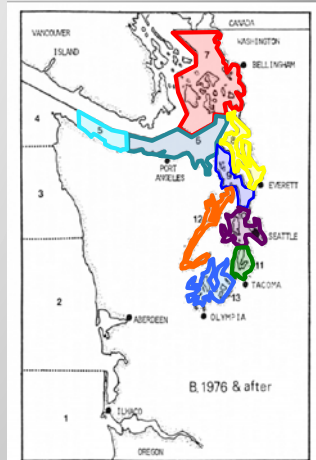 CANADA
VANCOUVER
ISLAND
WASHINGTON
7
BELLINGHAM
4
5
6
8
PORT
ANGELES
9
EVERETT
3
12
SEATTLE
11
TACOMA
13
OLYMPIA
2
ABERDEEN
B, 1976 & after
1
ILWACO
OREGON